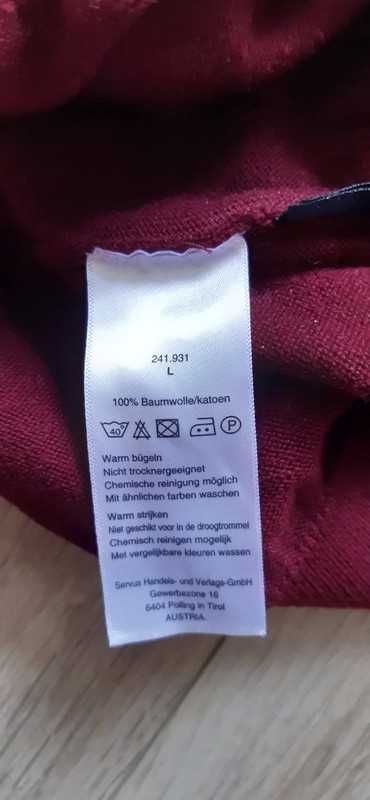 241.931
L
100% Baumwolle/katoen
40° P
Warm bügeln
Nicht trocknergeeignet
Chemische reinigung möglich
Mit ähnlichen farben waschen
Warm strijken
Niet geschikt voor in de droogtrommel
Chemisch reinigen mogelijk
Met vergelijkbare kleuren wassen
Servus Handels- und Verlags-GmbH
Gewerbezone 16
6404 Polling in Tirol
AUSTRIA.